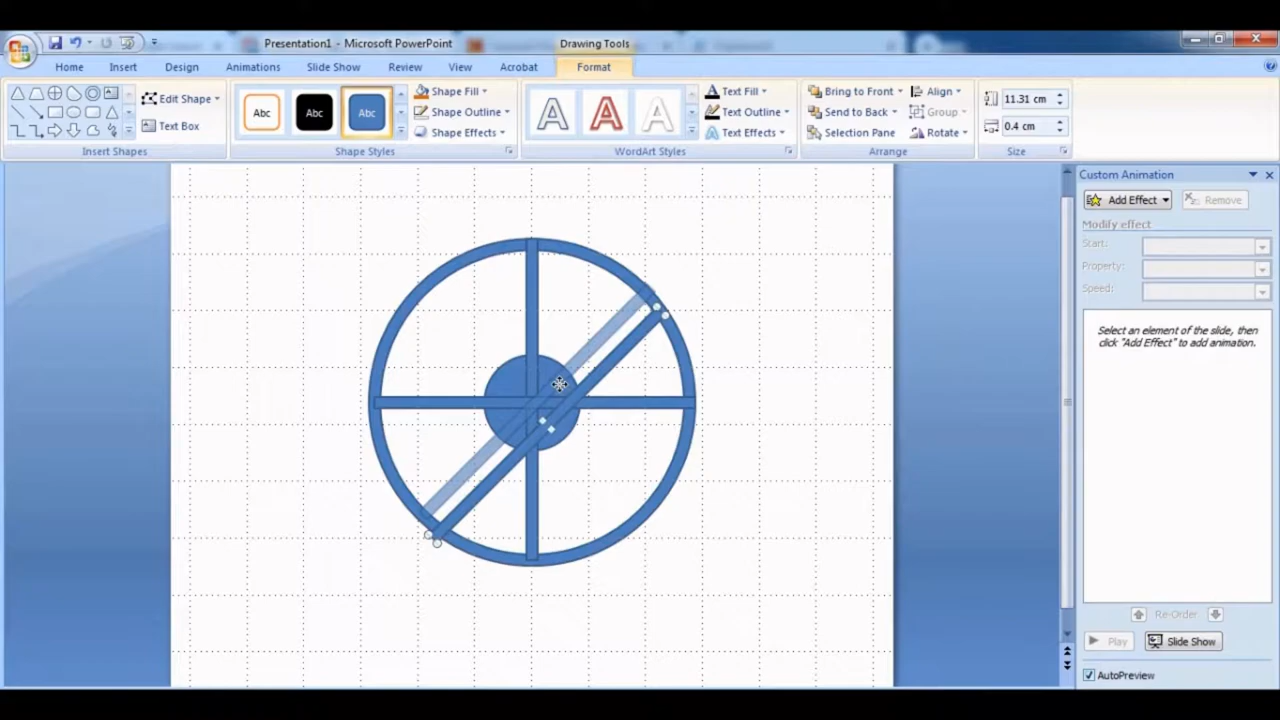 Presentation1 - Microsoft PowerPoint
Drawing Tools
Home Insert Design Animations Slide Show Review View Acrobat Format
Edit Shape
Text Box
Insert Shapes
Abc Abc Abc
Shape Fill
Shape Outline
Shape Effects
Shape Styles
A A A
Text Fill
Text Outline
Text Effects
WordArt Styles
Bring to Front
Send to Back
Selection Pane
Align
Group
Rotate
Arrange
11.31 cm
0.4 cm
Size
Custom Animation
Add Effect
Remove
Modify effect
Start:
Property:
Speed:
Select an element of the slide, then
click "Add Effect" to add animation.
Re-Order
Play
Slide Show
AutoPreview